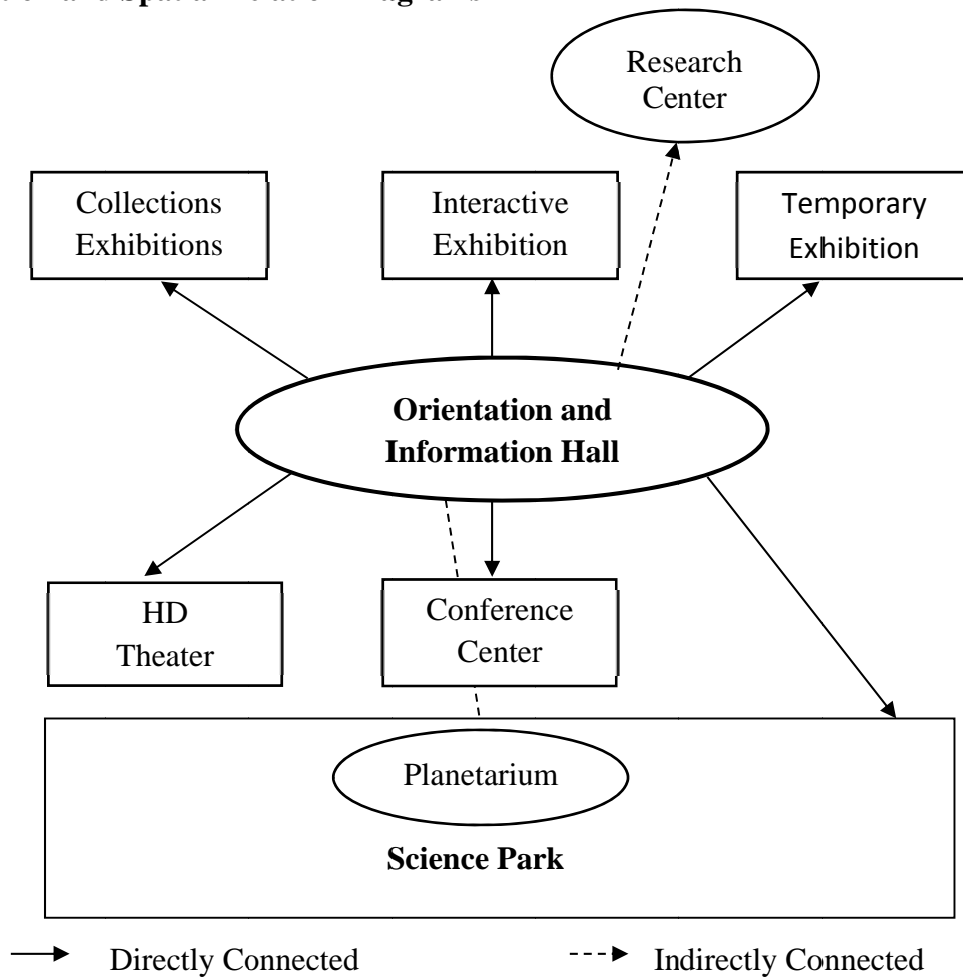 Research
Center
Collections
Exhibitions
Interactive
Exhibition
Temporary
Exhibition
Orientation and
Information Hall
HD
Theater
Conference
Center
Planetarium
Science Park
Directly Connected
Indirectly Connected